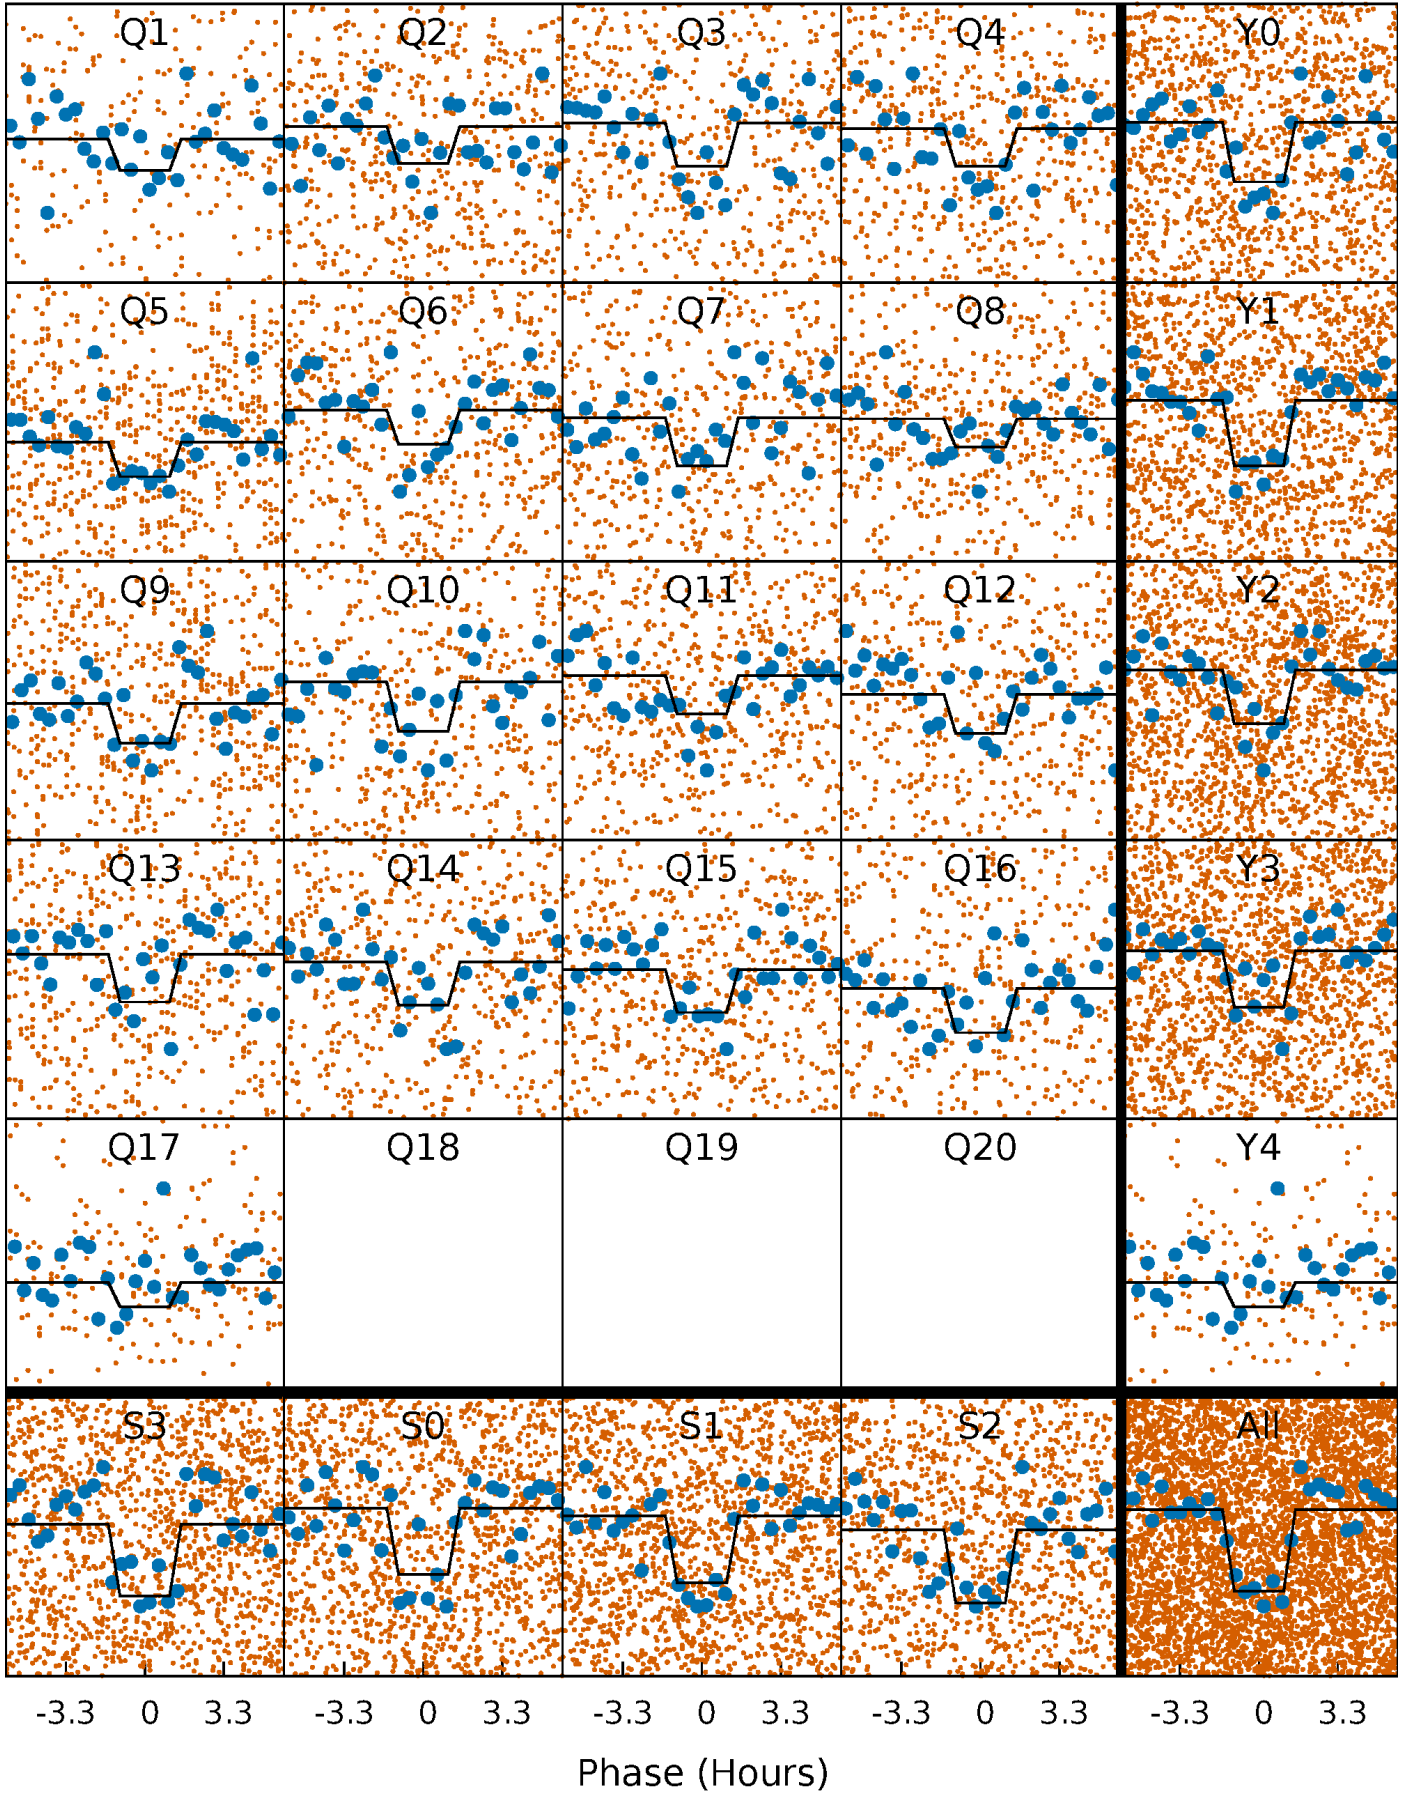 Q1 Q2 Q3 Q4 Y0
Q5 Q6 Q7 Q8 Y1
Q9 Q10 Q11 Q12 Y2
Q13 Q14 Q15 Q16 Y3
Q17 Q18 Q19 Q20 Y4
S3 S0 S1 S2 All
-3.3 0 3.3 -3.3 0 3.3 -3.3 0 3.3 -3.3 0 3.3 -3.3 0 3.3
Phase (Hours)